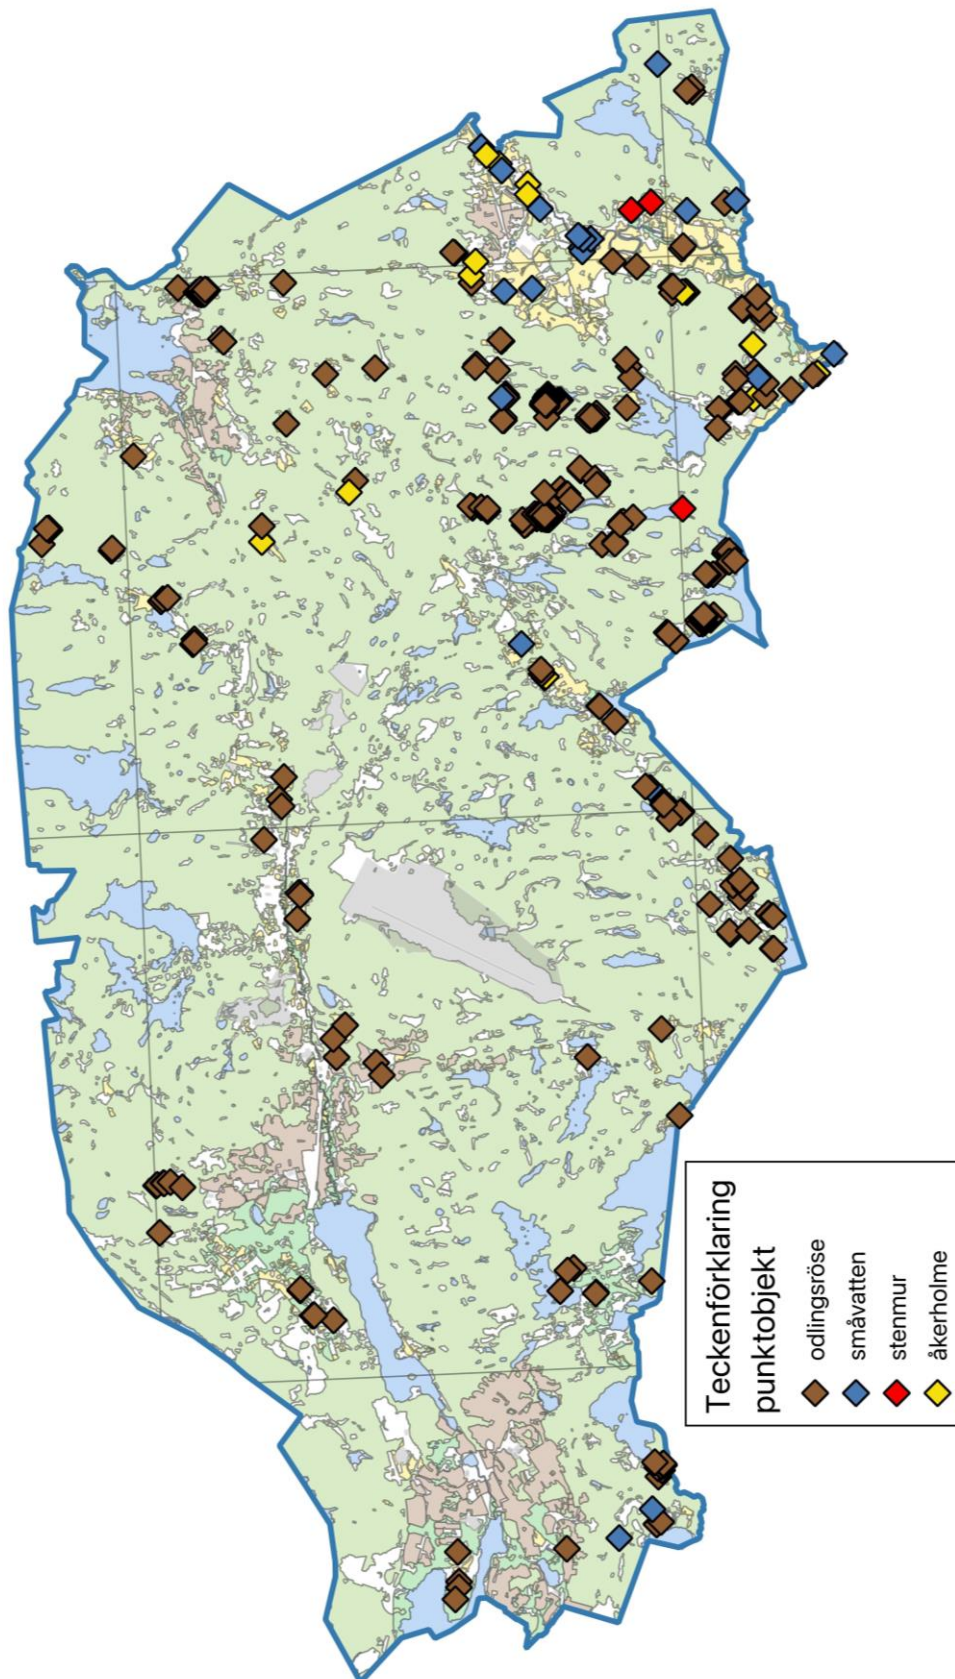 Teckenförklaring
punktobjekt
odlingsröse
småvatten
stenmur
åkerholme